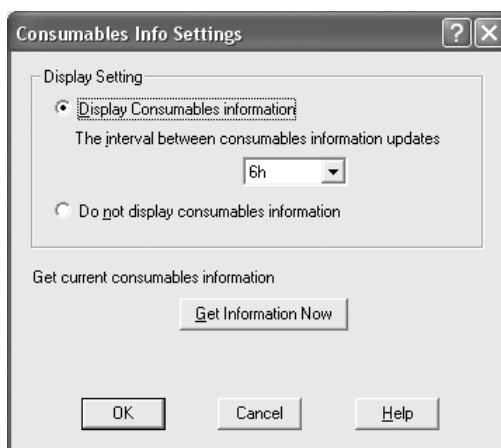 Consumables Info Settings
Display Setting
Display Consumables information
The interval between consumables information updates
6h
Do not display consumables information
Get current consumables information
Get Information Now
OK Cancel Help